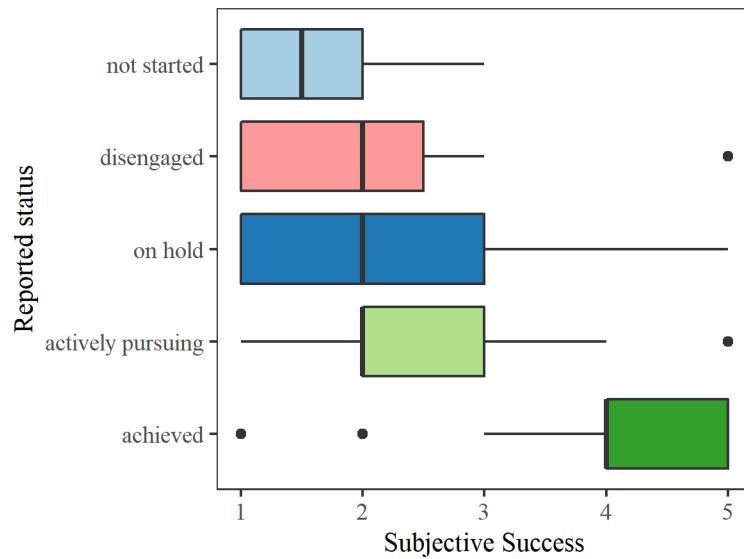 not started
disengaged
on hold
actively pursuing
achieved
Reported status
1 2 3 4 5
Subjective Success